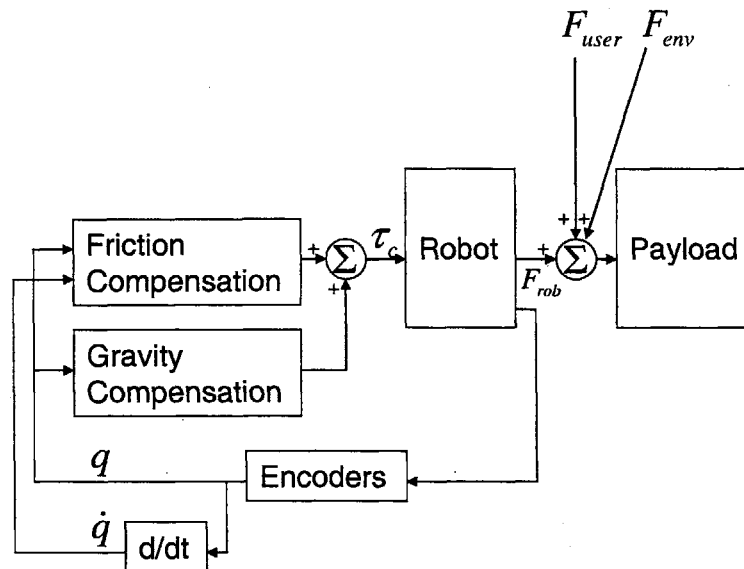 F_user F_env
Friction
Compensation
+
Σ
+
τ_c
Robot
+ +
+
Σ
F_rob
Payload
Gravity
Compensation
q
Encoders
q̇
d/dt